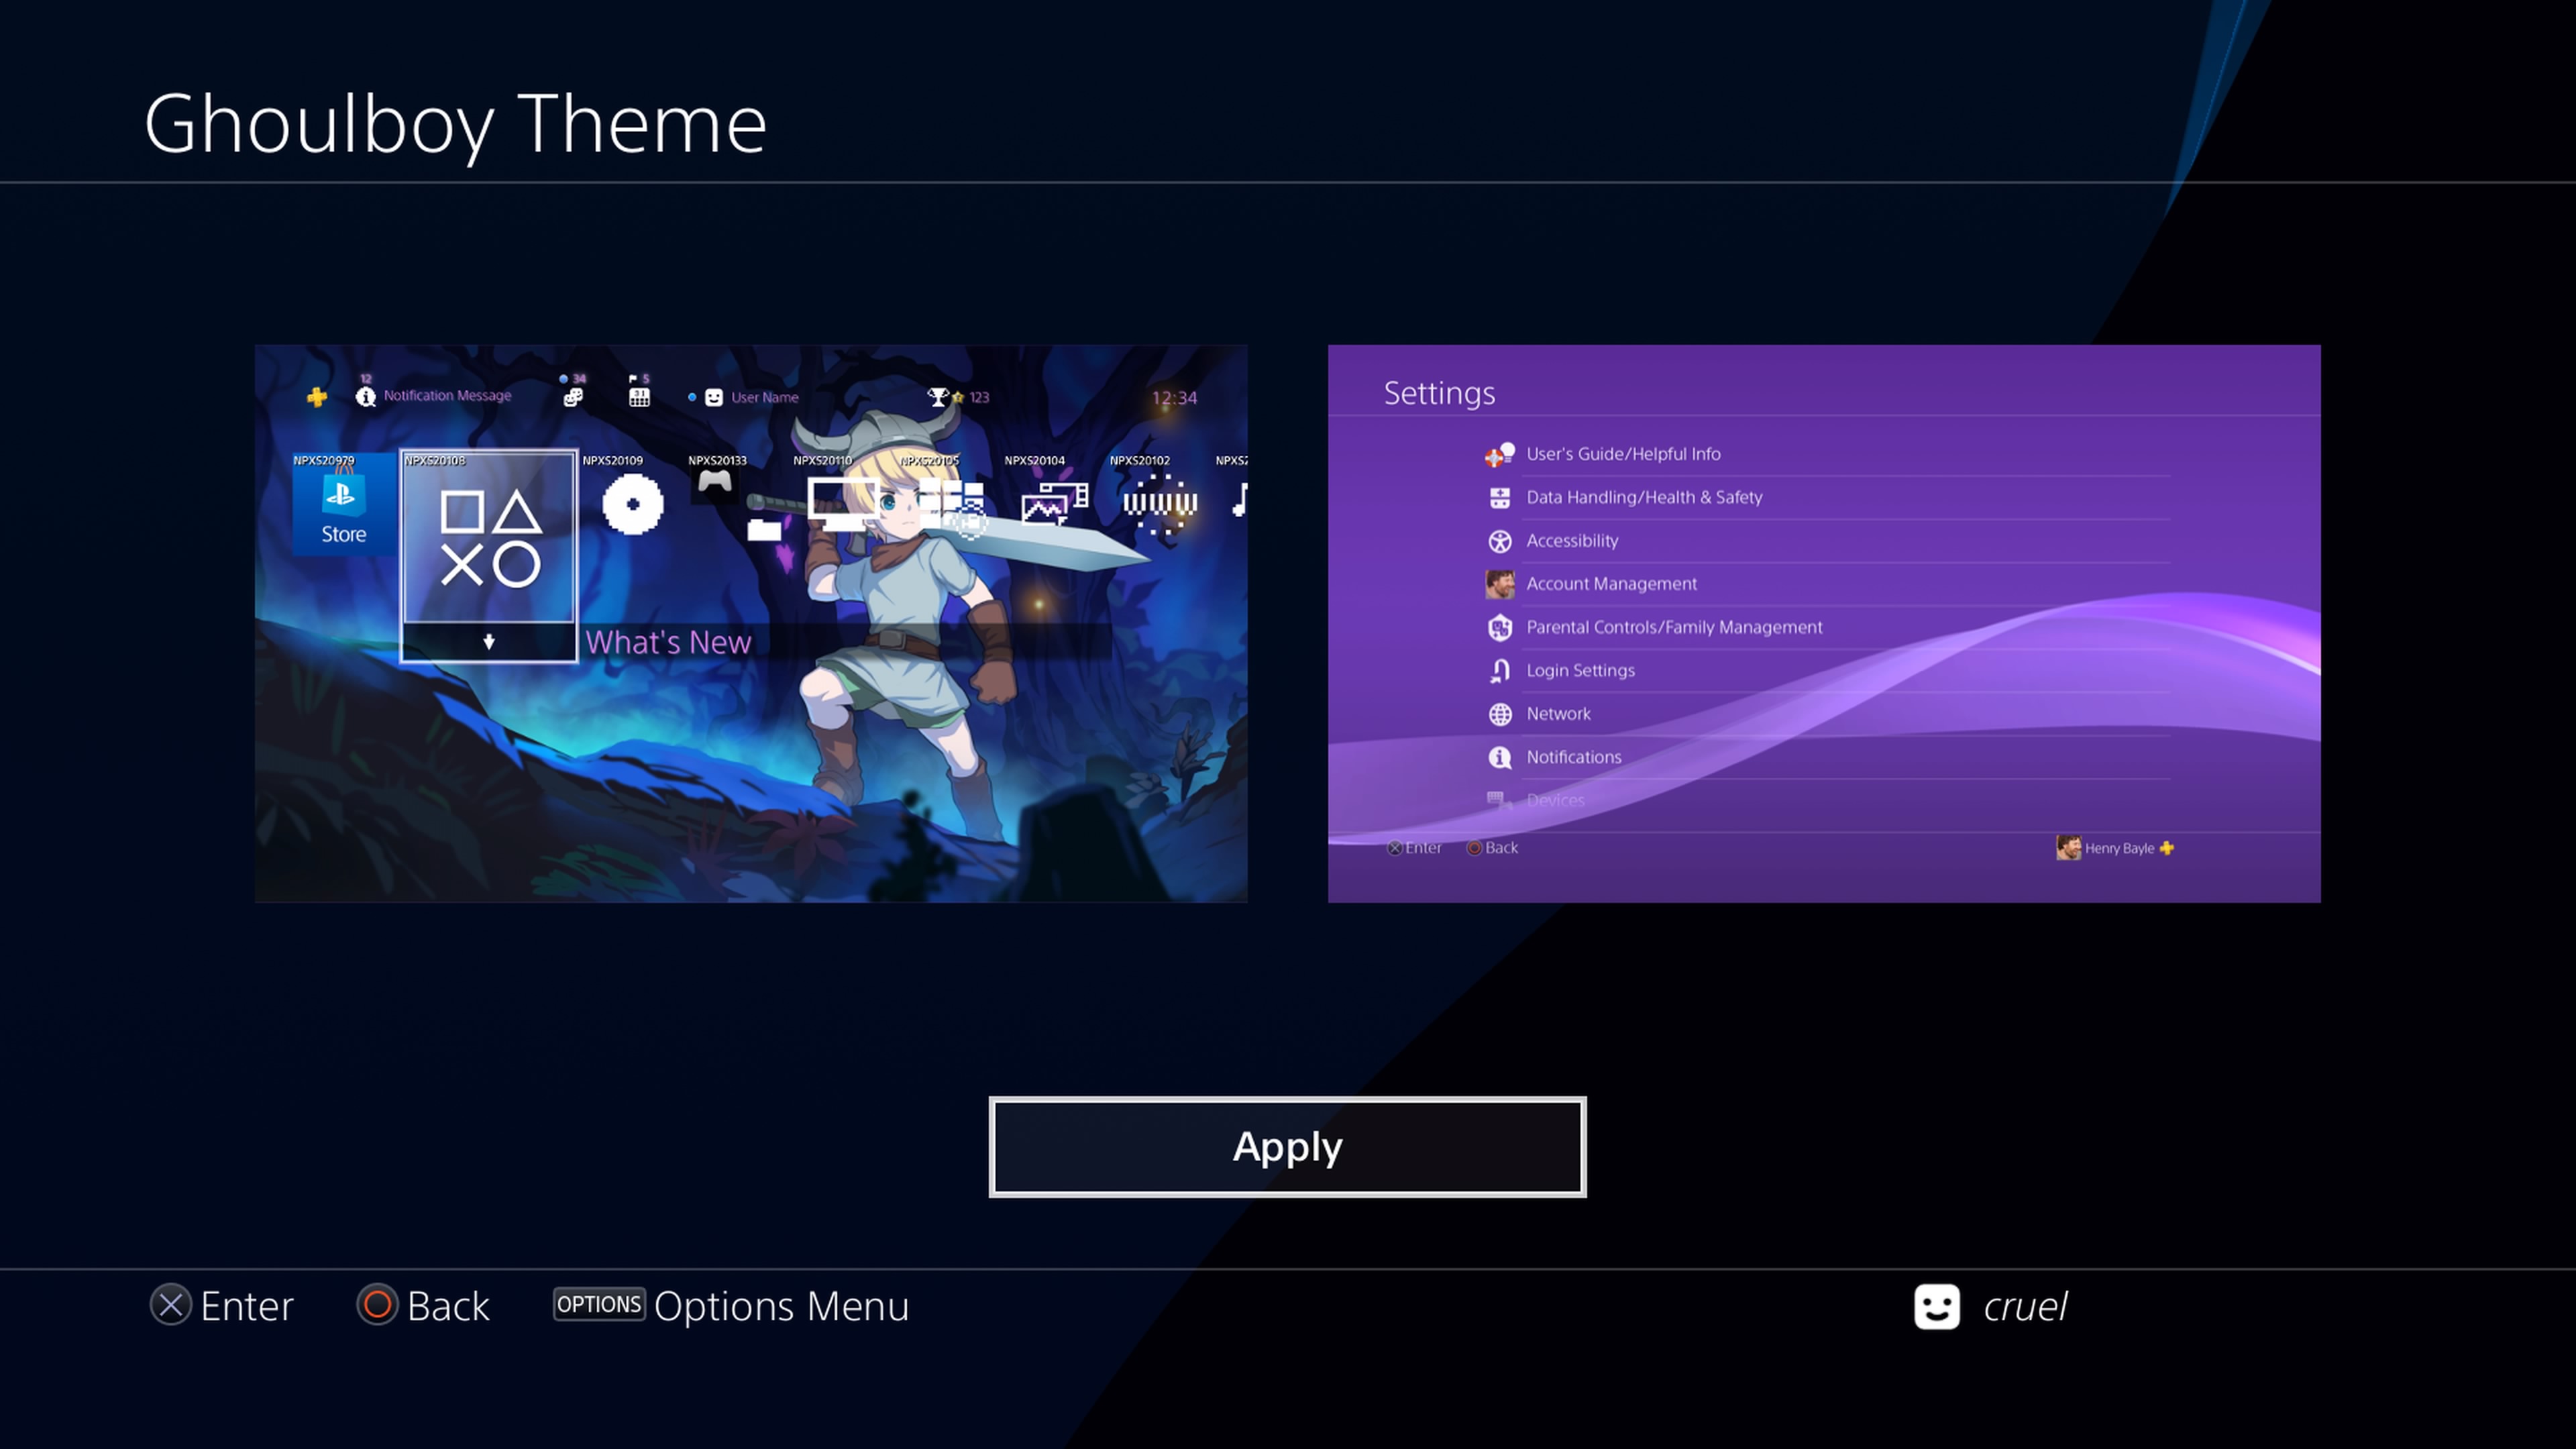 Ghoulboy Theme
12
34
5
Notification Message
User Name
123
12:34
NPXS20979
NPXS20108
NPXS20109
NPXS20133
NPXS20110
NPXS20105
NPXS20104
NPXS20102
NPXS2
Store
What's New
Settings
User's Guide/Helpful Info
Data Handling/Health & Safety
Accessibility
Account Management
Parental Controls/Family Management
Login Settings
Network
Notifications
Devices
Enter
Back
Henry Bayle
Apply
Enter
Back
OPTIONS Options Menu
cruel